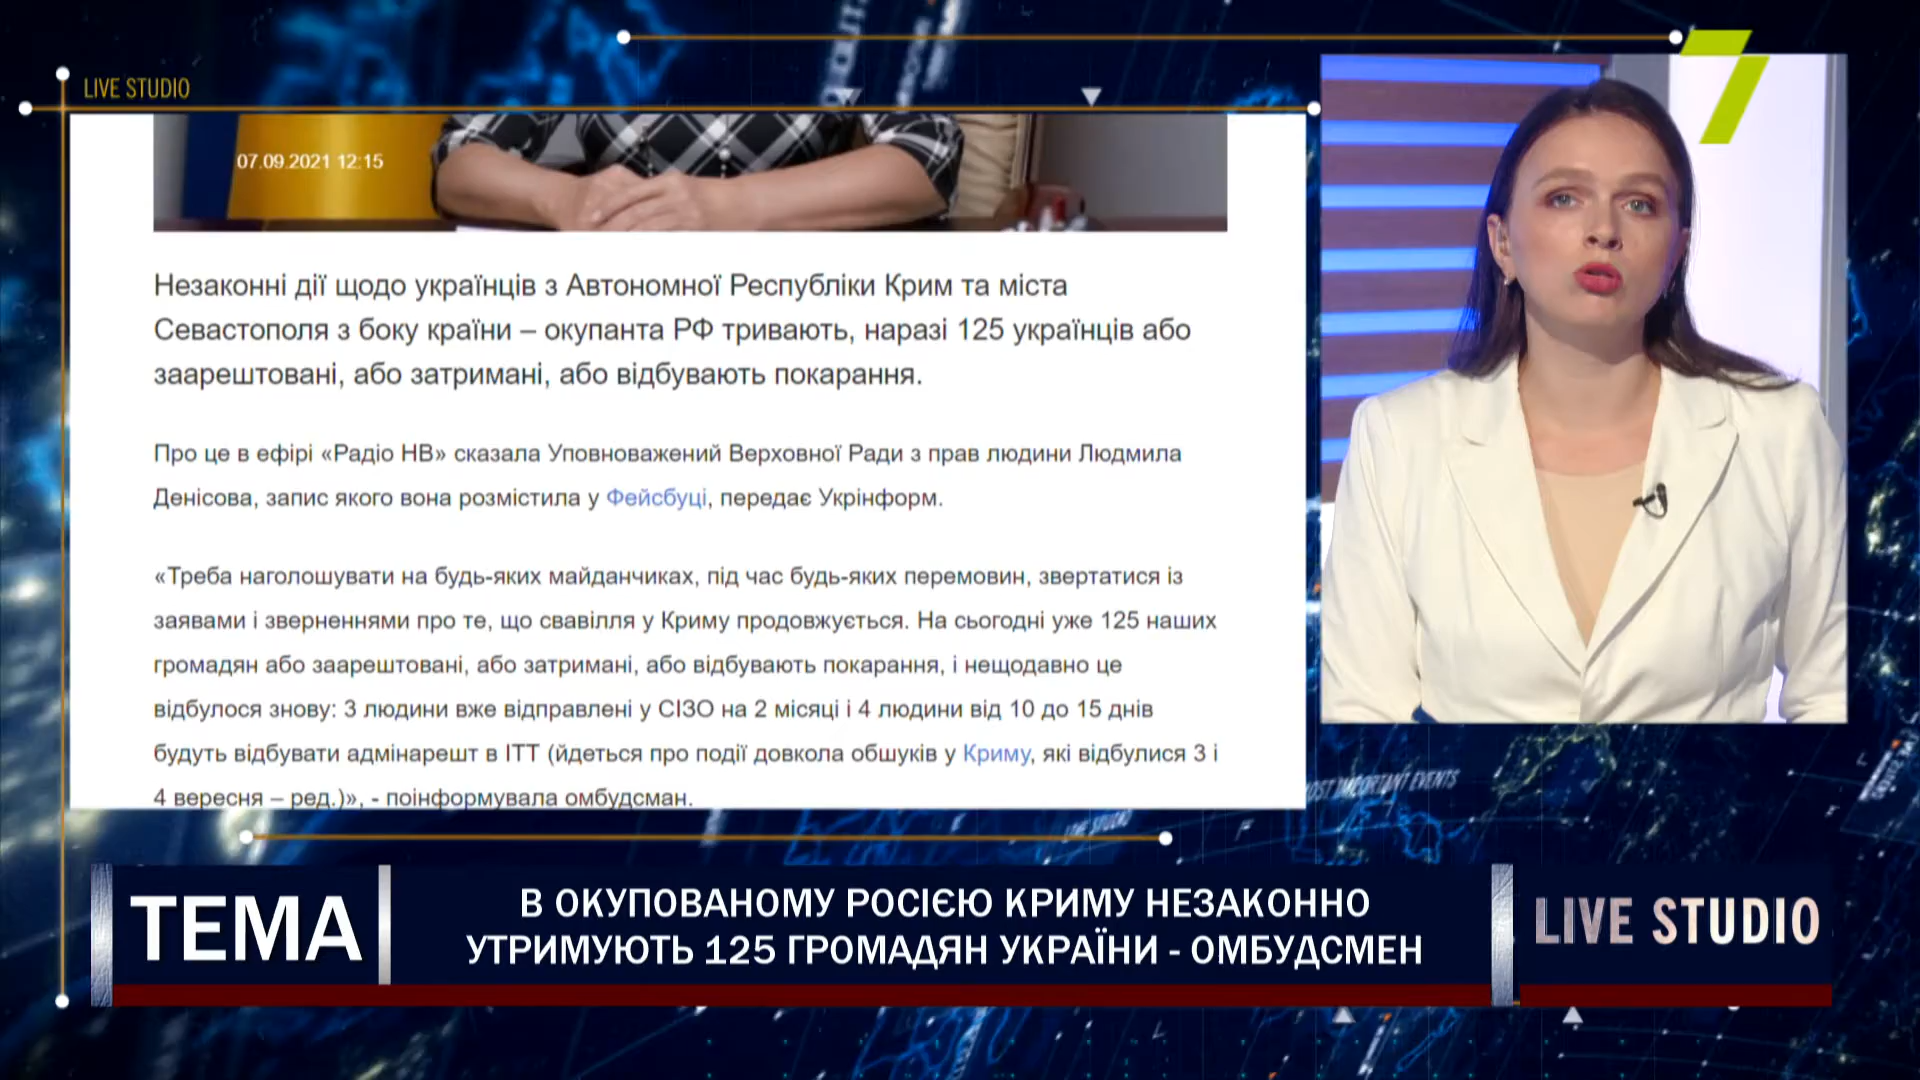 LIVE STUDIO
7
07.09.2021 12:15
Незаконні дії щодо українців з Автономної Республіки Крим та міста
Севастополя з боку країни – окупанта РФ тривають, наразі 125 українців або
заарештовані, або затримані, або відбувають покарання.
Про це в ефірі «Радіо НВ» сказала Уповноважений Верховної Ради з прав людини Людмила
Денісова, запис якого вона розмістила у Фейсбуці, передає Укрінформ.
«Треба наголошувати на будь-яких майданчиках, під час будь-яких перемовин, звертатися із
заявами і зверненнями про те, що свавілля у Криму продовжується. На сьогодні уже 125 наших
громадян або заарештовані, або затримані, або відбувають покарання, і нещодавно це
відбулося знову: 3 людини вже відправлені у СІЗО на 2 місяці і 4 людини від 10 до 15 днів
будуть відбувати адмінарешт в ІТТ (йдеться про події довкола обшуків у Криму, які відбулися 3 і
4 вересня – ред.)», - поінформувала омбудсман.
MOST IMPORTANT EVENTS
LIVE STUDIO
ТЕМА
В ОКУПОВАНОМУ РОСІЄЮ КРИМУ НЕЗАКОННО
УТРИМУЮТЬ 125 ГРОМАДЯН УКРАЇНИ - ОМБУДСМЕН
LIVE STUDIO